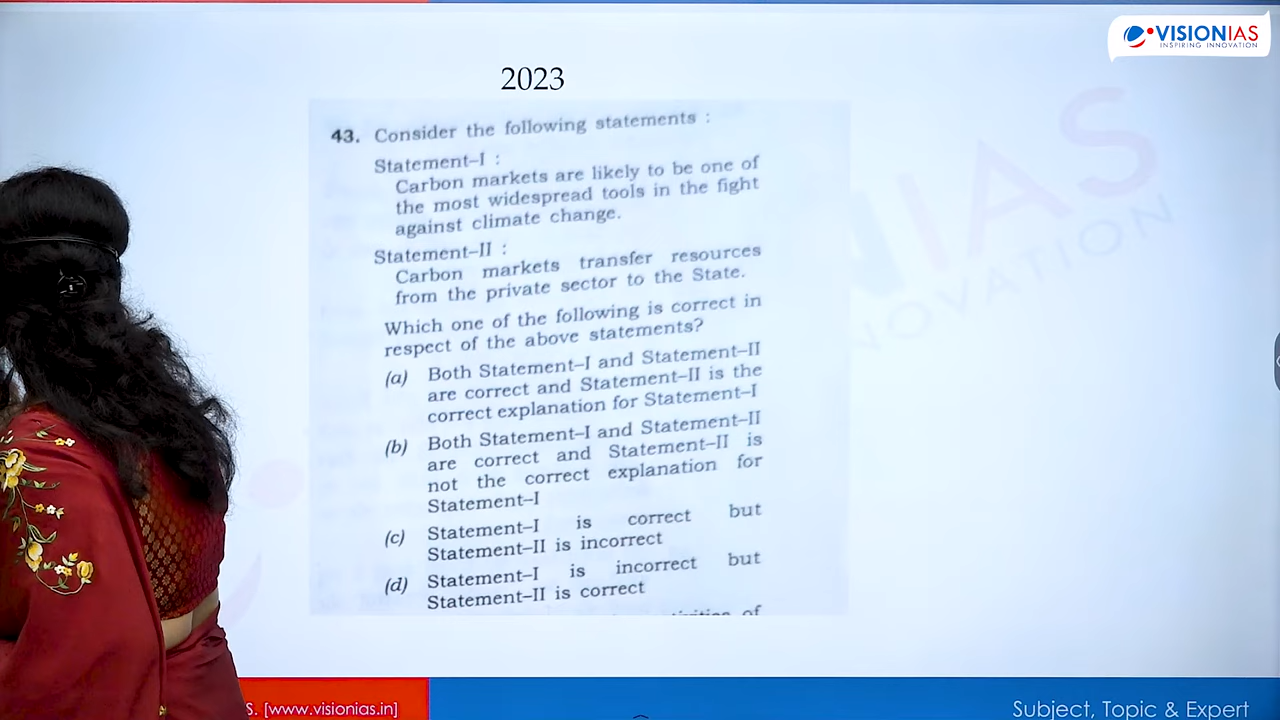 VISIONIAS
INSPIRING INNOVATION
2023
43. Consider the following statements :
Statement–I :
Carbon markets are likely to be one of
the most widespread tools in the fight
against climate change.
Statement–II :
Carbon markets transfer resources
from the private sector to the State.
Which one of the following is correct in
respect of the above statements?
(a) Both Statement–I and Statement–II
are correct and Statement–II is the
correct explanation for Statement–I
(b) Both Statement–I and Statement–II
are correct and Statement–II is
not the correct explanation for
Statement–I
(c) Statement–I is correct but
Statement–II is incorrect
(d) Statement–I is incorrect but
Statement–II is correct
of
NIAS
NOVATION
S. [www.visionias.in]
Subject, Topic & Expert